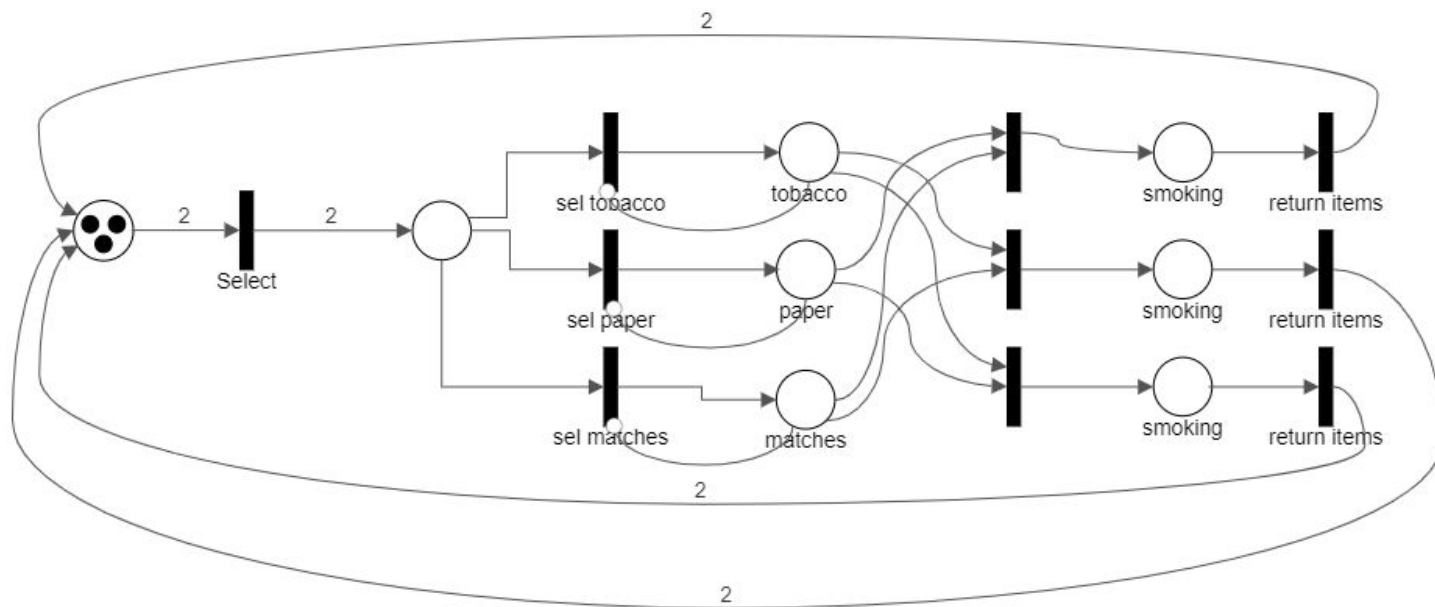 2
2
2
Select
sel tobacco
tobacco
smoking
return items
sel paper
paper
smoking
return items
sel matches
matches
smoking
return items
2
2